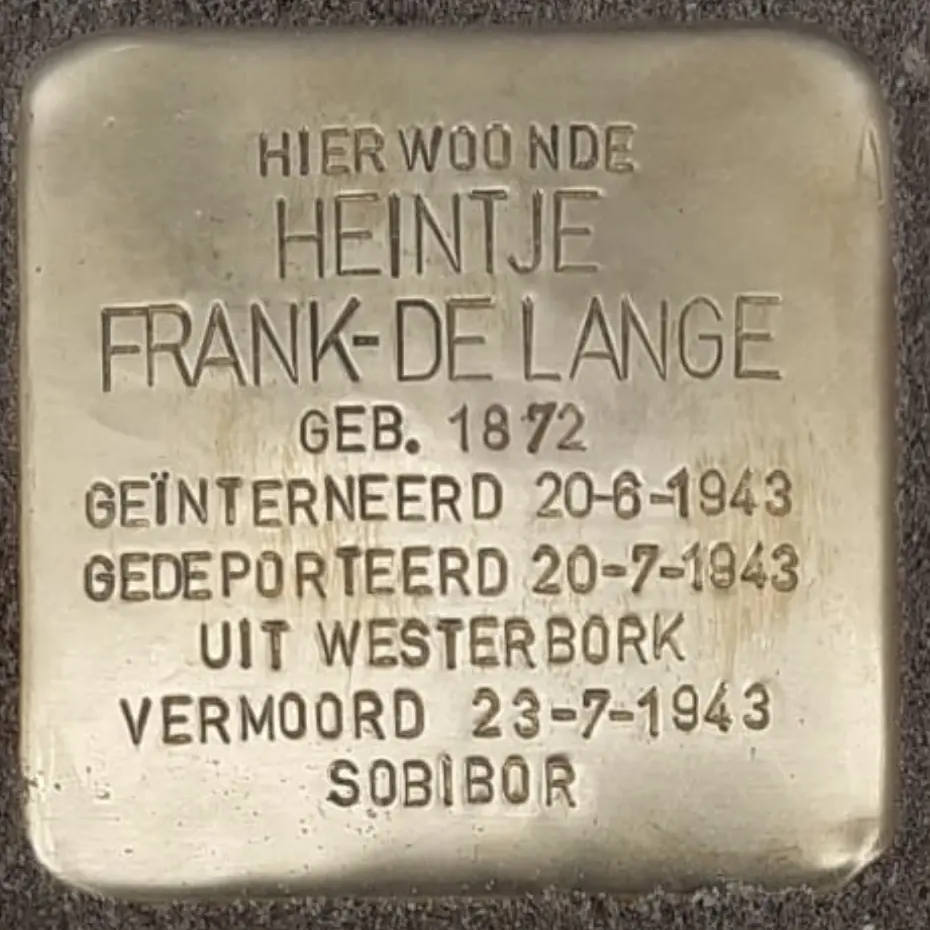 HIER WOONDE
HEINTJE
FRANK-DE LANGE
GEB. 1872
GEÏNTERNEERD 20-6-1943
GEDEPORTEERD 20-7-1943
UIT WESTERBORK
VERMOORD 23-7-1943
SOBIBOR